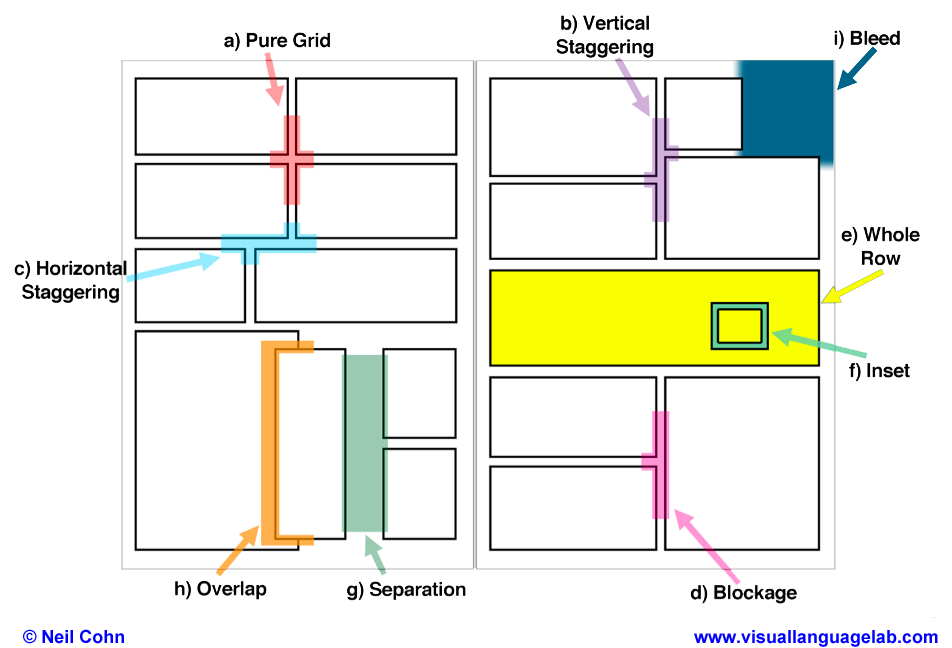 a) Pure Grid
b) Vertical
Staggering
i) Bleed
c) Horizontal
Staggering
e) Whole
Row
f) Inset
h) Overlap
g) Separation
d) Blockage
© Neil Cohn
www.visuallanguagelab.com